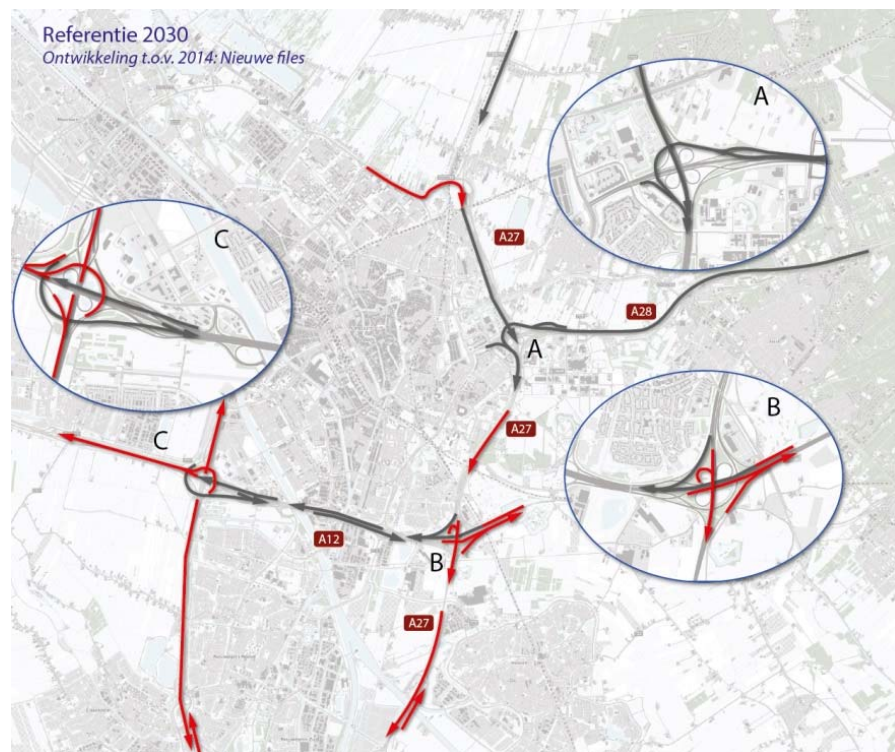 Referentie 2030
Ontwikkeling t.o.v. 2014: Nieuwe files
A
C
A27
A28
A
A27
B
C
A12
B
A27